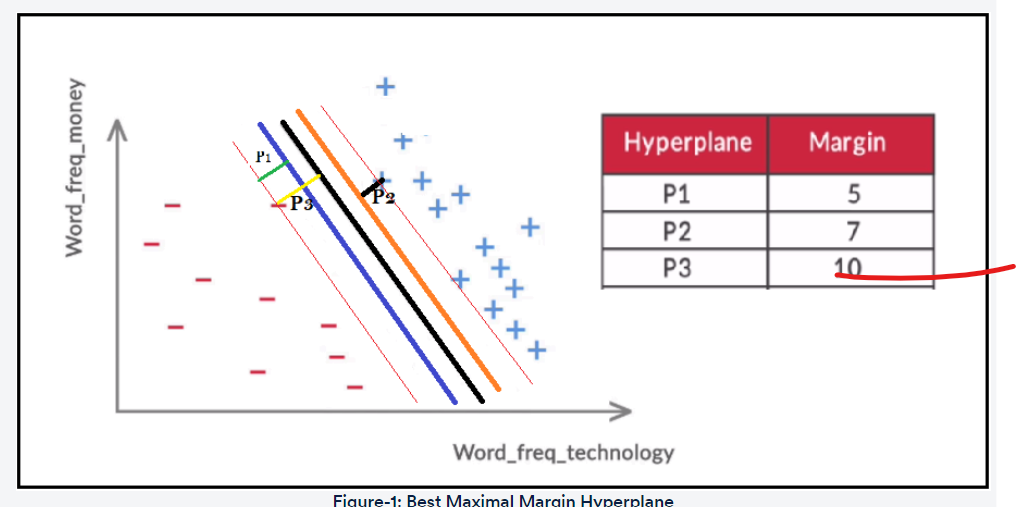 Word_freq_money
P1
P3
P2
Word_freq_technology
Hyperplane Margin
P1 5
P2 7
P3 10
Figure-1: Best Maximal Margin Hyperplane